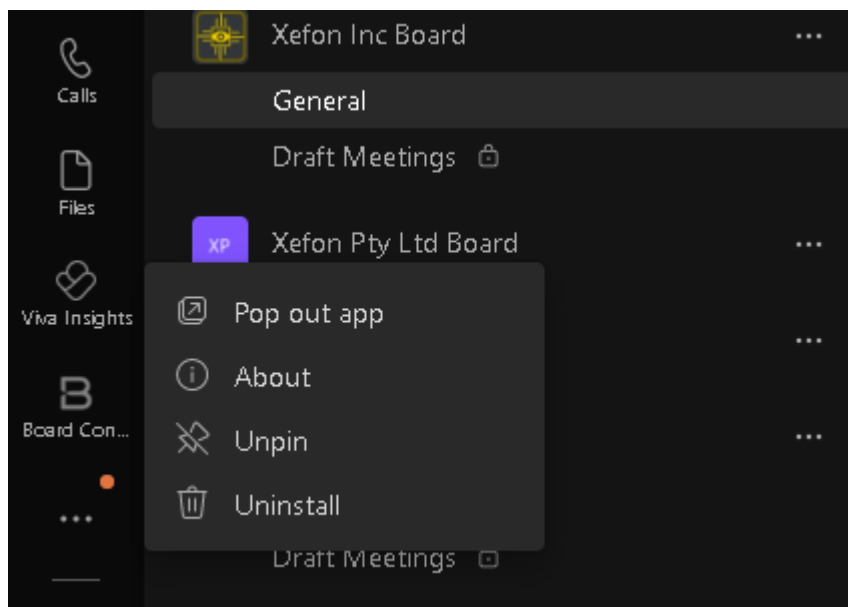 Calls
Files
Viva Insights
Board Con...
Xefon Inc Board
General
Draft Meetings
XP
Xefon Pty Ltd Board
Pop out app
About
Unpin
Uninstall
Draft Meetings